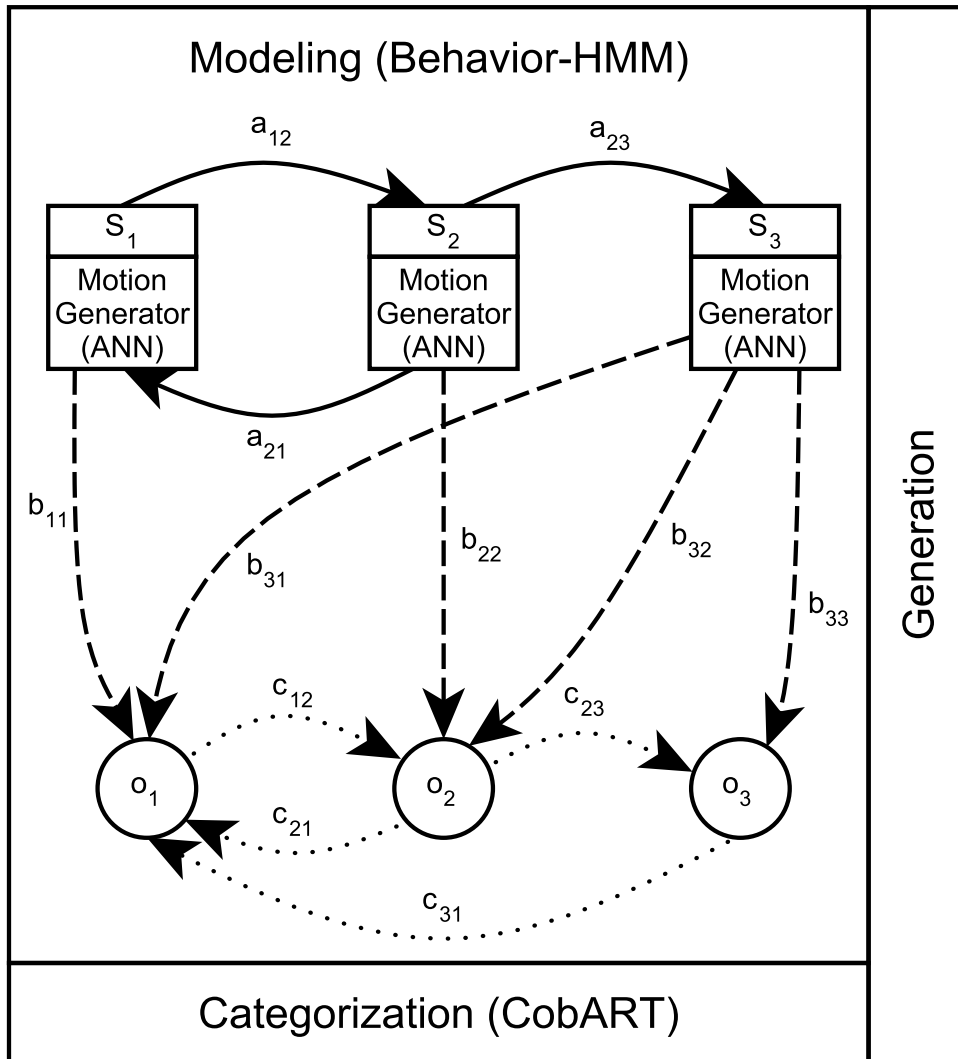 Modeling (Behavior-HMM)
a12
a23
S1
S2
S3
Motion
Generator
(ANN)
Motion
Generator
(ANN)
Motion
Generator
(ANN)
a21
b11
b31
b22
b32
b33
c12
c23
o1
o2
o3
c21
c31
Categorization (CobART)
Generation